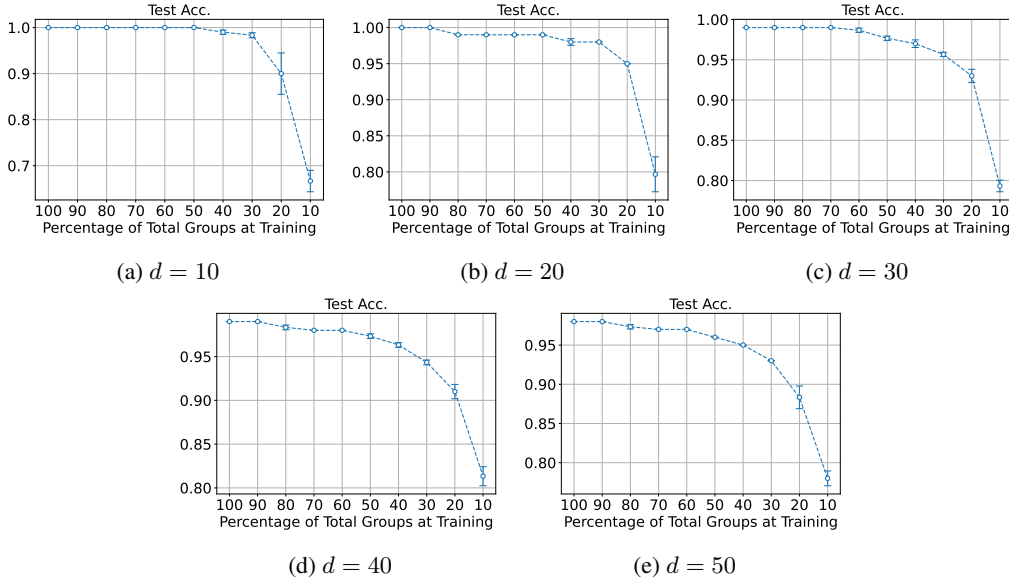 Test Acc.
1.0
0.9
0.8
0.7
100 90 80 70 60 50 40 30 20 10
Percentage of Total Groups at Training
(a) d = 10
Test Acc.
1.00
0.95
0.90
0.85
0.80
100 90 80 70 60 50 40 30 20 10
Percentage of Total Groups at Training
(b) d = 20
Test Acc.
1.00
0.95
0.90
0.85
0.80
100 90 80 70 60 50 40 30 20 10
Percentage of Total Groups at Training
(c) d = 30
Test Acc.
0.95
0.90
0.85
0.80
100 90 80 70 60 50 40 30 20 10
Percentage of Total Groups at Training
(d) d = 40
Test Acc.
0.95
0.90
0.85
0.80
100 90 80 70 60 50 40 30 20 10
Percentage of Total Groups at Training
(e) d = 50